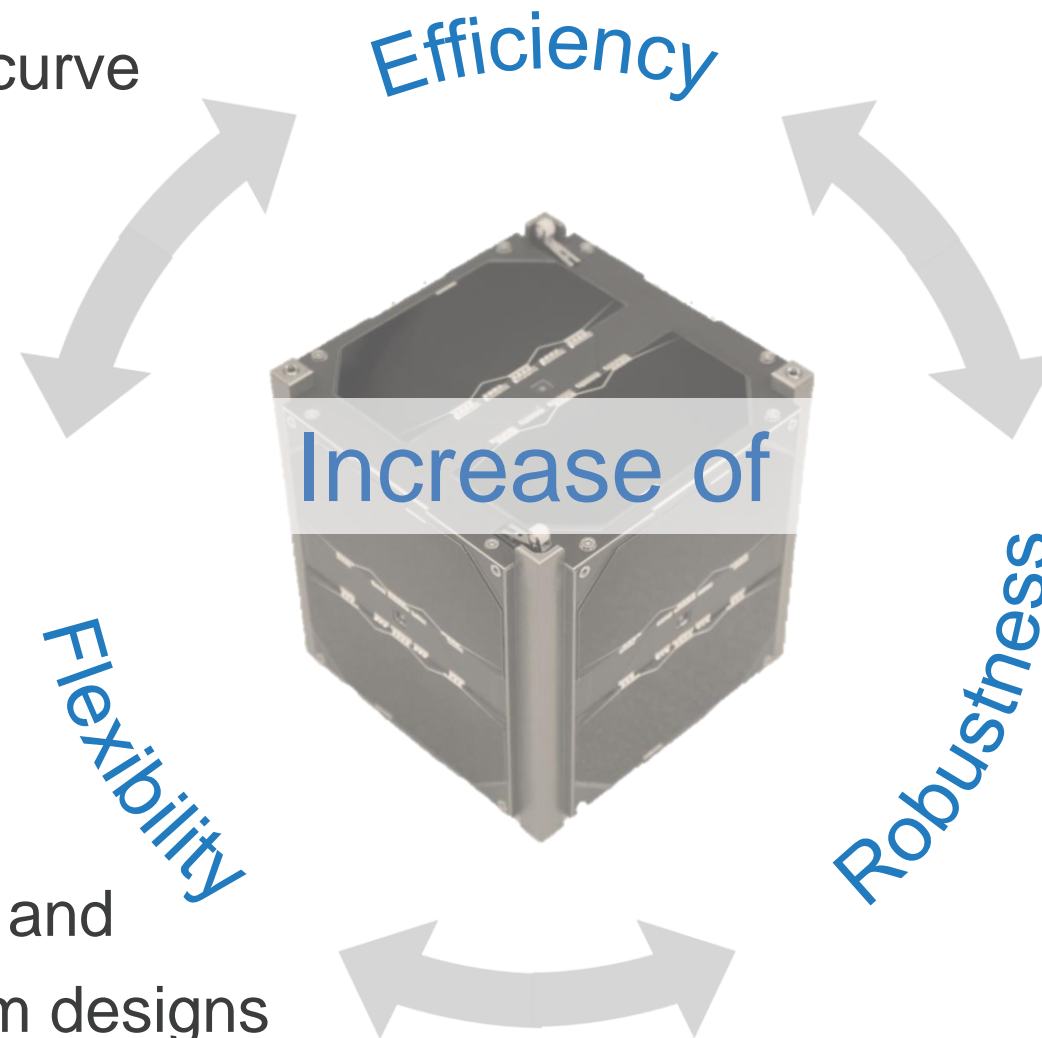 curve
Efficiency
Increase of
Flexibility
Robustness
and
designs